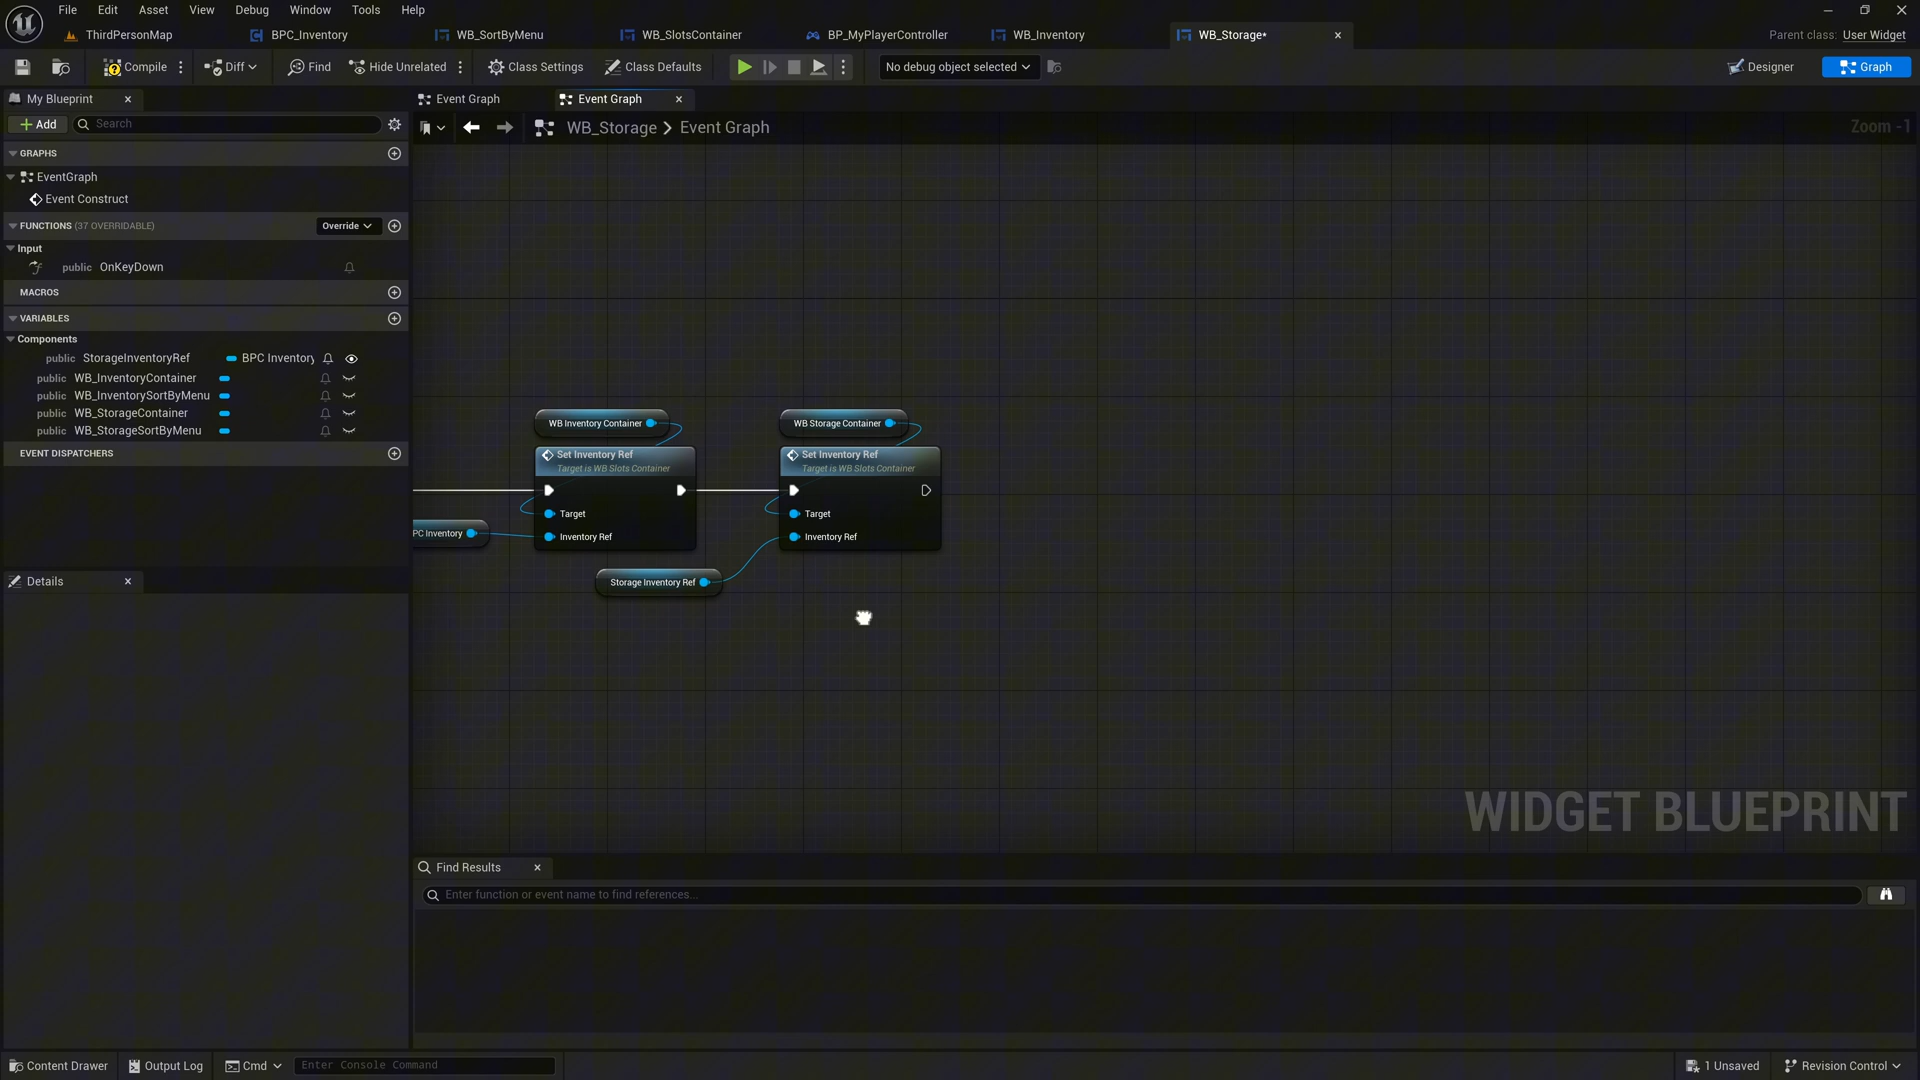 File Edit Asset View Debug Window Tools Help
ThirdPersonMap BPC_Inventory WB_SortByMenu WB_SlotsContainer BP_MyPlayerController WB_Inventory WB_Storage* Parent class: User Widget
Compile Diff Find Hide Unrelated Class Settings Class Defaults No debug object selected Designer Graph
My Blueprint Event Graph Event Graph
Add Search WB_Storage > Event Graph Zoom -1
GRAPHS
EventGraph
Event Construct
FUNCTIONS (37 OVERRIDABLE) Override
Input
public OnKeyDown
MACROS
VARIABLES
Components
public StorageInventoryRef BPC Inventory
public WB_InventoryContainer
public WB_InventorySortByMenu
public WB_StorageContainer
public WB_StorageSortByMenu
EVENT DISPATCHERS
WB Inventory Container WB Storage Container
Set Inventory Ref Set Inventory Ref
Target is WB Slots Container Target is WB Slots Container
Target Target
PC Inventory Inventory Ref Inventory Ref
Storage Inventory Ref
Details
WIDGET BLUEPRINT
Find Results
Enter function or event name to find references...
Content Drawer Output Log Cmd Enter Console Command 1 Unsaved Revision Control